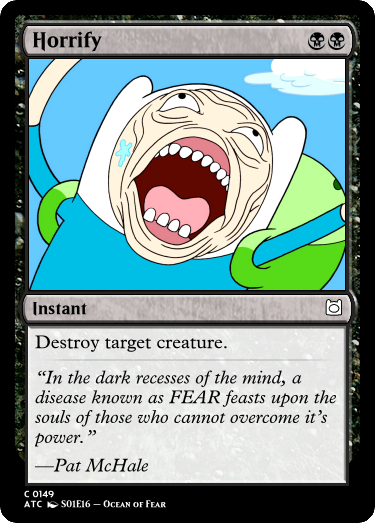 Horrify
Instant
Destroy target creature.
“In the dark recesses of the mind, a
disease known as FEAR feasts upon the
souls of those who cannot overcome it’s
power.”
—Pat McHale
C 0149
ATC S01E16 — Ocean of Fear